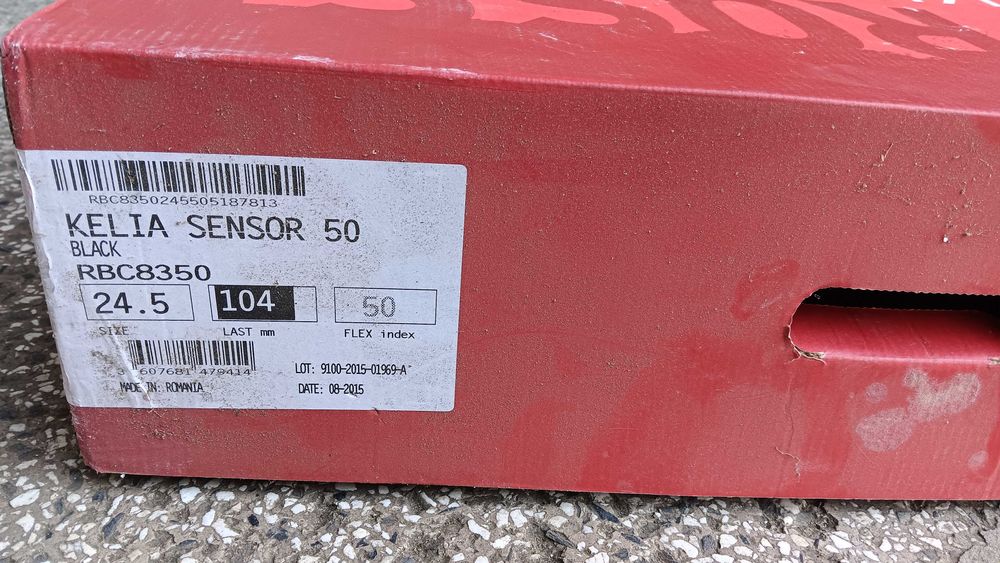 RBC8350245505187813
KELIA SENSOR 50
BLACK
RBC8350
24.5 104 50
SIZE LAST mm FLEX index
3 607681 479414
LOT: 9100-2015-01969-A
MADE IN: ROMANIA
DATE: 08-2015